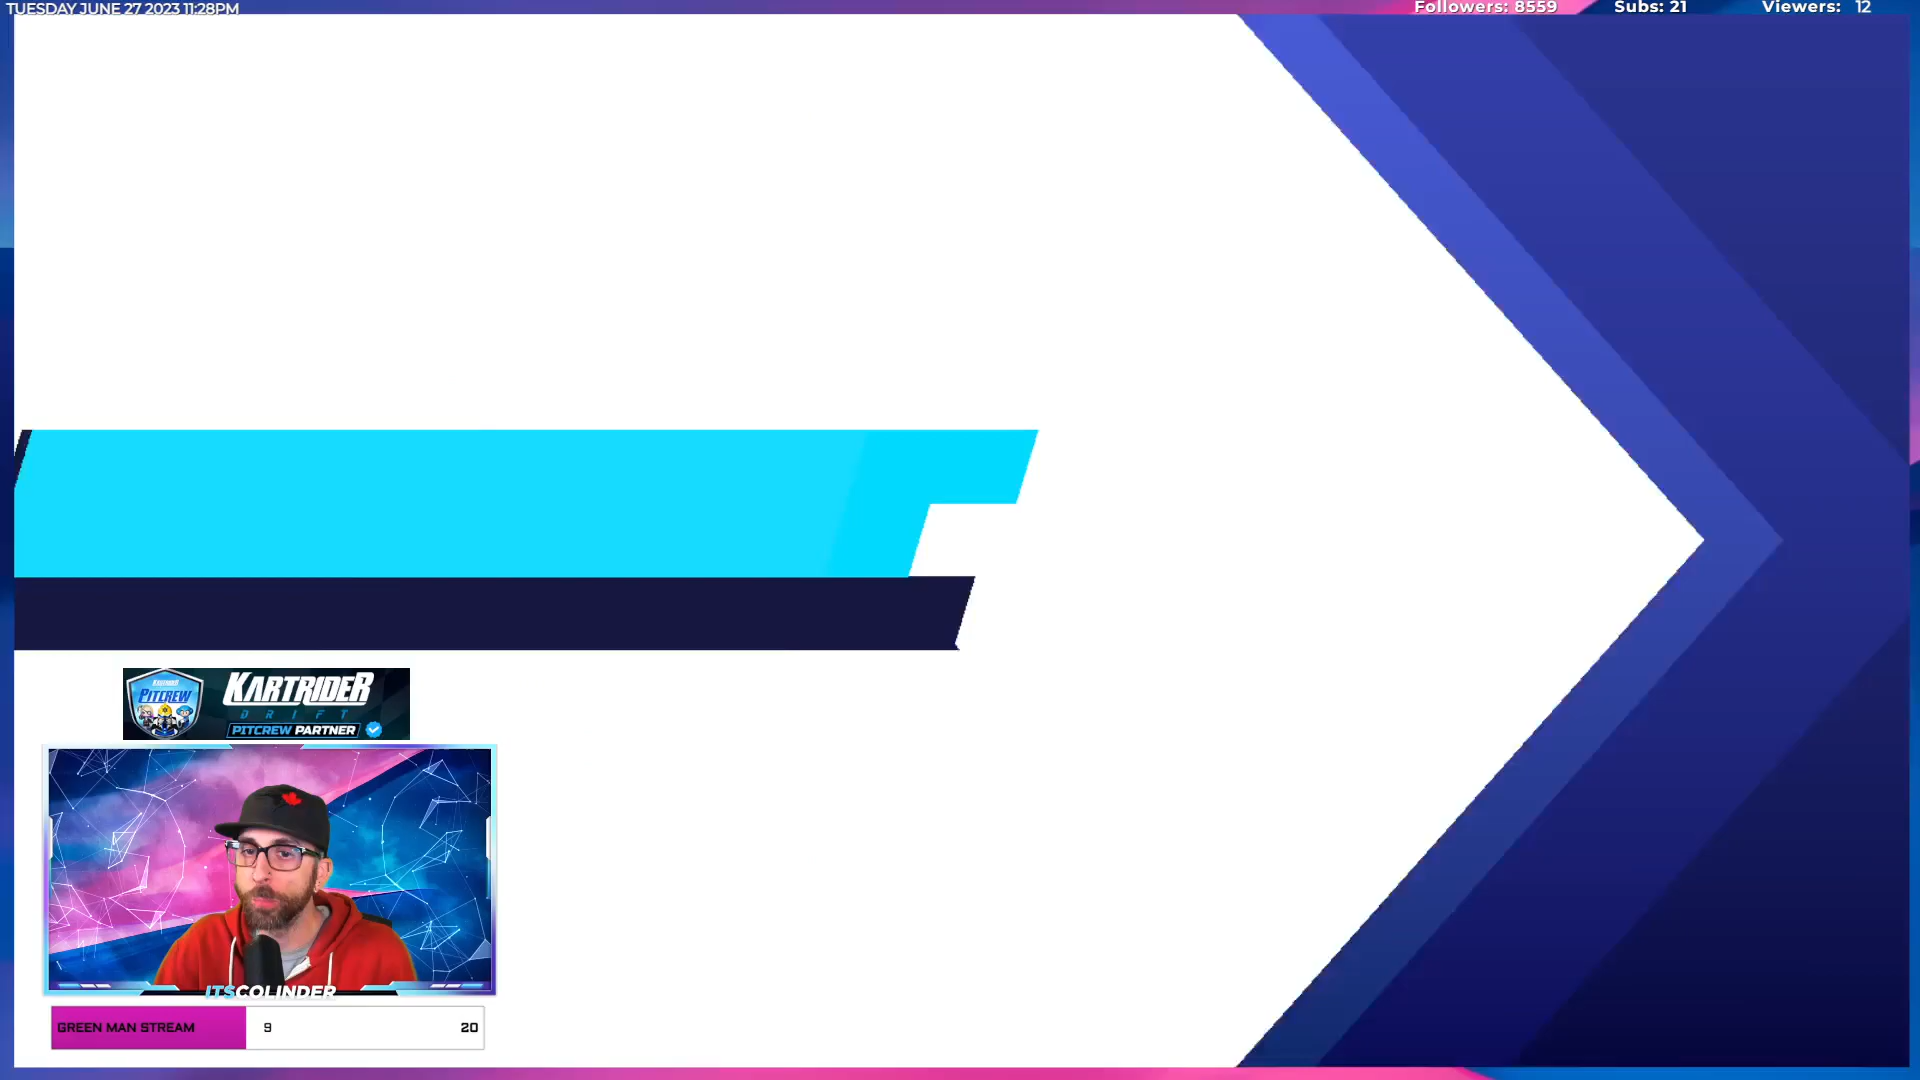 TUESDAY JUNE 27 2023 11:28PM
Followers: 8559
Subs: 21
Viewers: 12
KARTRIDER
PITCREW
KARTRIDER
DRIFT
PITCREW PARTNER
ITSCOLINDER
GREEN MAN STREAM 9 20